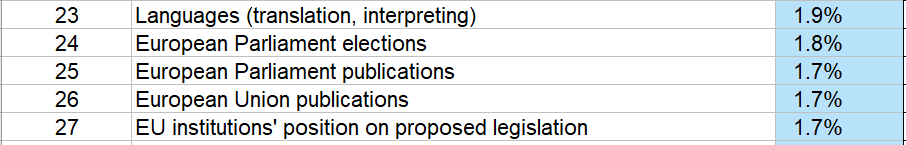 23 Languages (translation, interpreting) 1.9%
24 European Parliament elections 1.8%
25 European Parliament publications 1.7%
26 European Union publications 1.7%
27 EU institutions' position on proposed legislation 1.7%